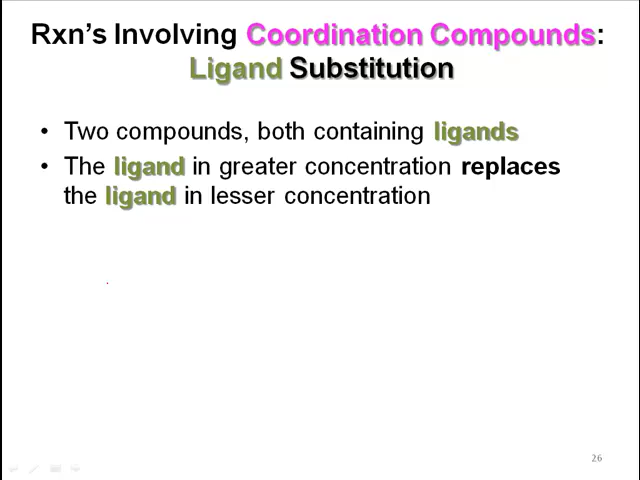 Rxn's Involving Coordination Compounds:
Ligand Substitution
• Two compounds, both containing ligands
• The ligand in greater concentration replaces
the ligand in lesser concentration
26